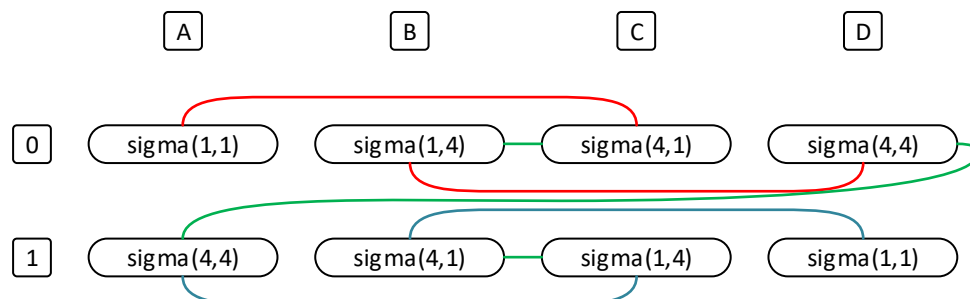 A B C D
0 sigma(1,1) sigma(1,4) sigma(4,1) sigma(4,4)
1 sigma(4,4) sigma(4,1) sigma(1,4) sigma(1,1)